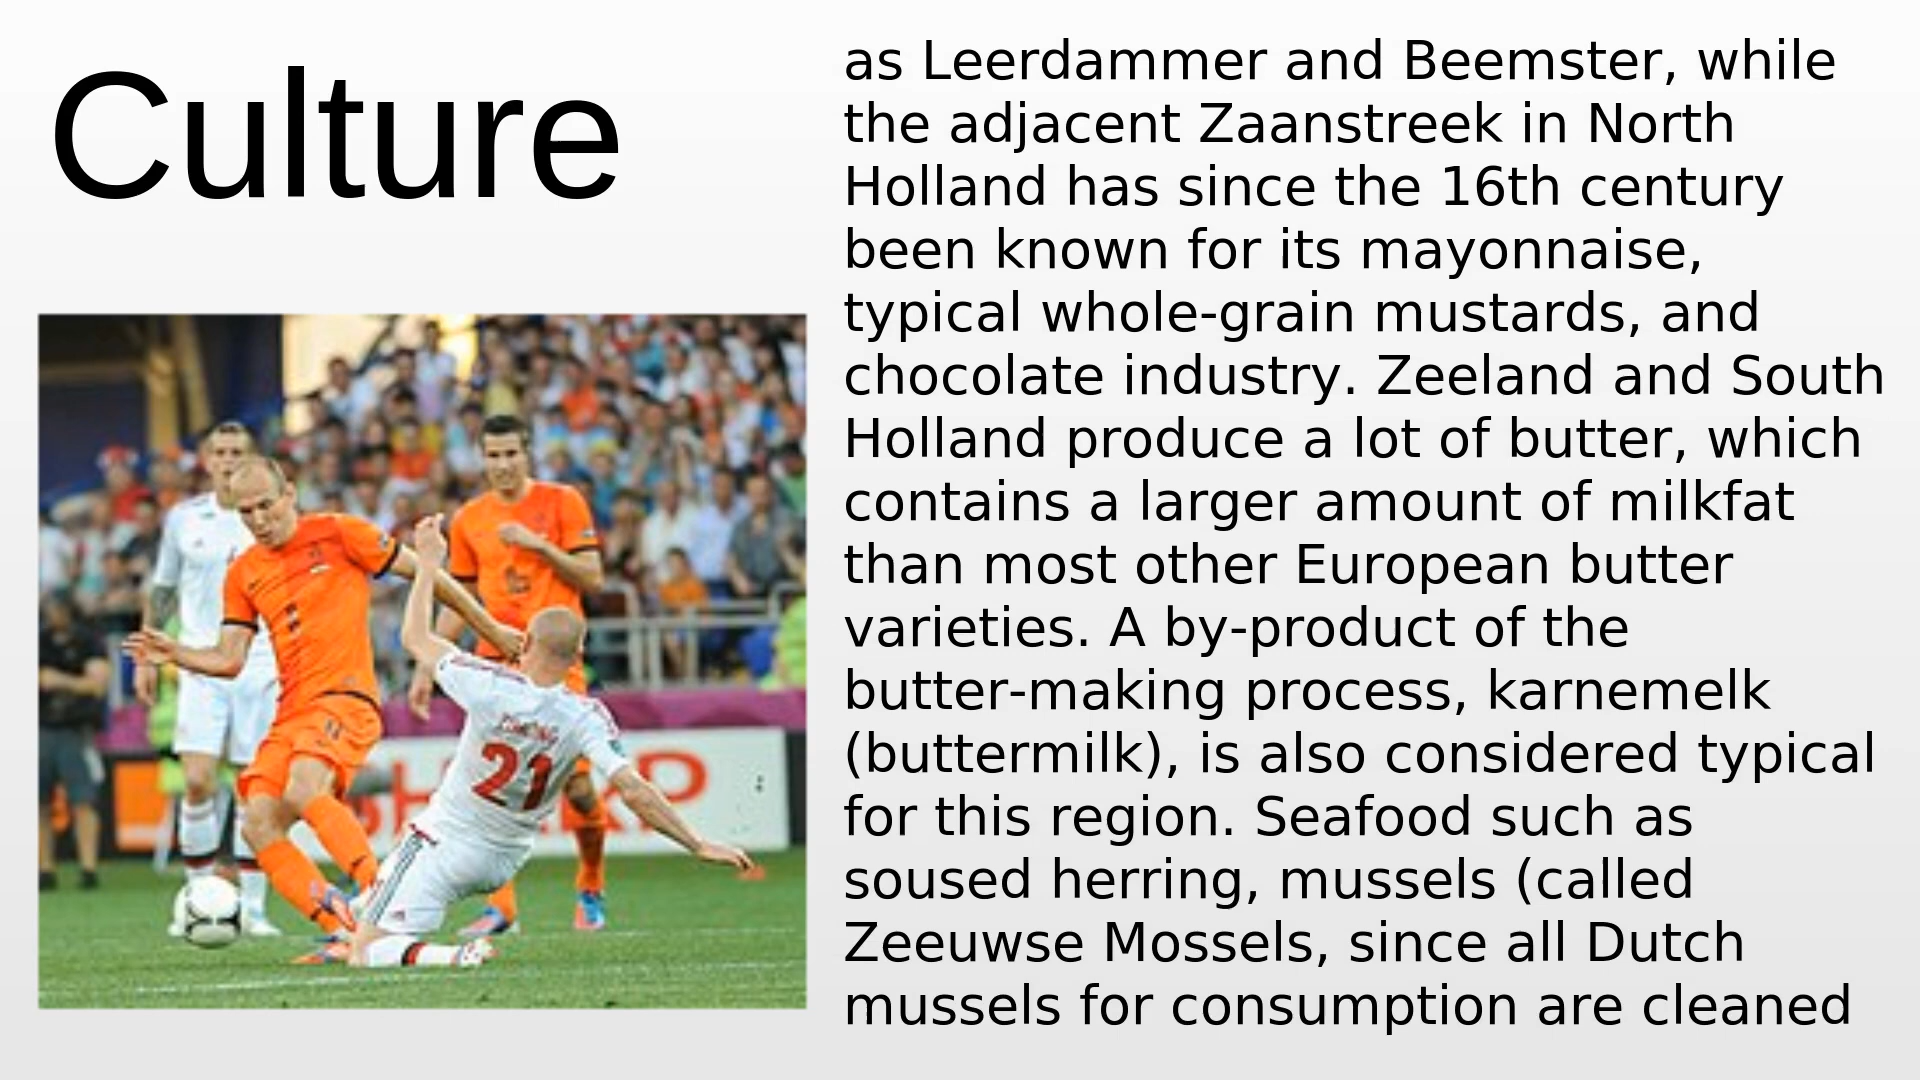 Culture
as Leerdammer and Beemster, while
the adjacent Zaanstreek in North
Holland has since the 16th century
been known for its mayonnaise,
typical whole-grain mustards, and
chocolate industry. Zeeland and South
Holland produce a lot of butter, which
contains a larger amount of milkfat
than most other European butter
varieties. A by-product of the
butter-making process, karnemelk
(buttermilk), is also considered typical
for this region. Seafood such as
soused herring, mussels (called
Zeeuwse Mossels, since all Dutch
mussels for consumption are cleaned
21